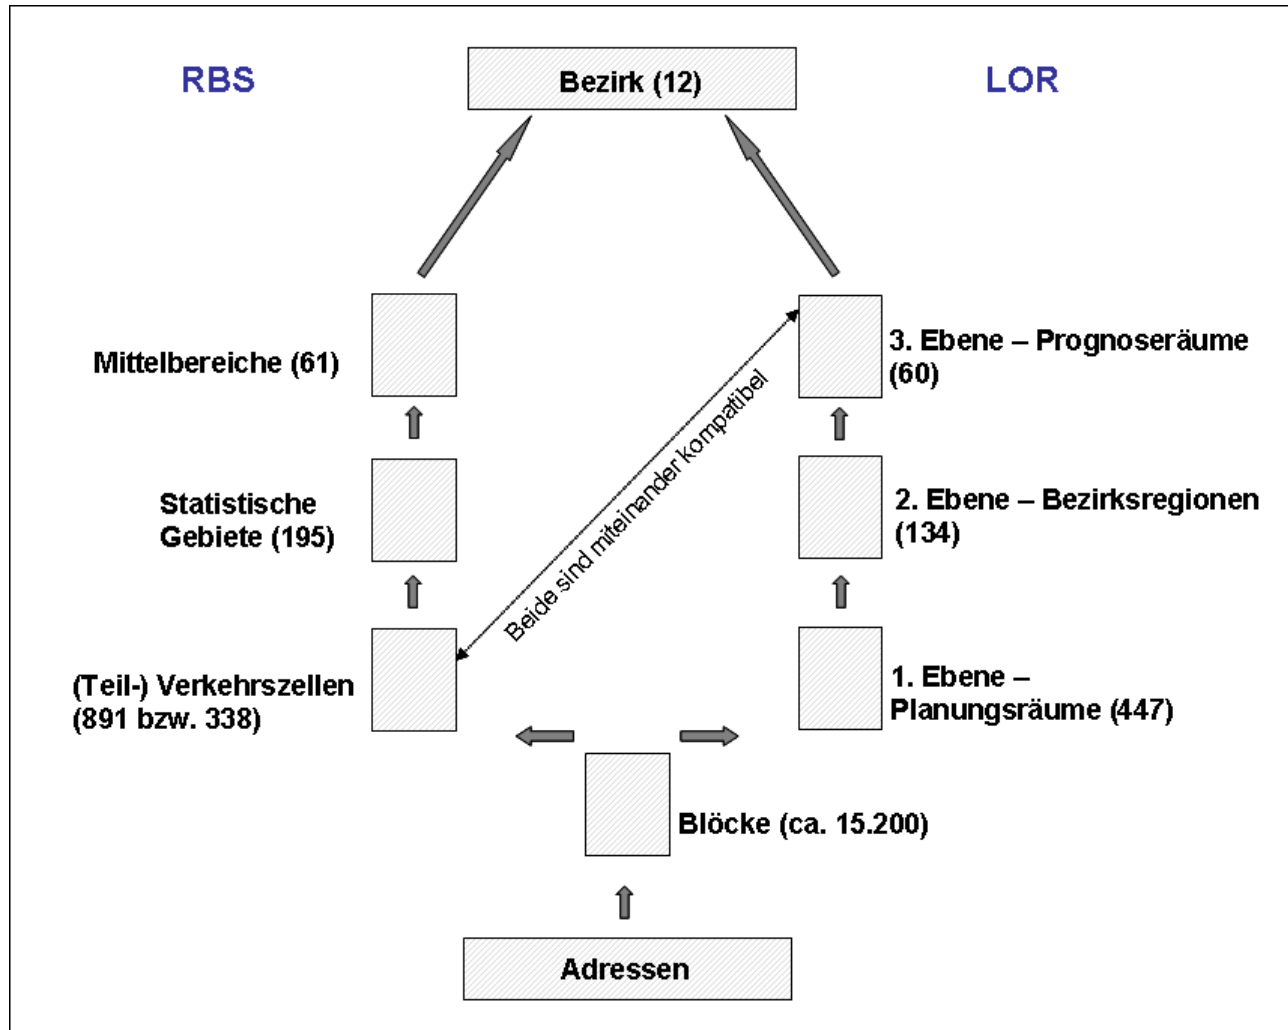 RBS
Bezirk (12)
LOR
Mittelbereiche (61)
3. Ebene – Prognoseräume
(60)
Beide sind miteinander kompatibel
Statistische
Gebiete (195)
2. Ebene – Bezirksregionen
(134)
(Teil-) Verkehrszellen
(891 bzw. 338)
1. Ebene –
Planungsräume (447)
Blöcke (ca. 15.200)
Adressen